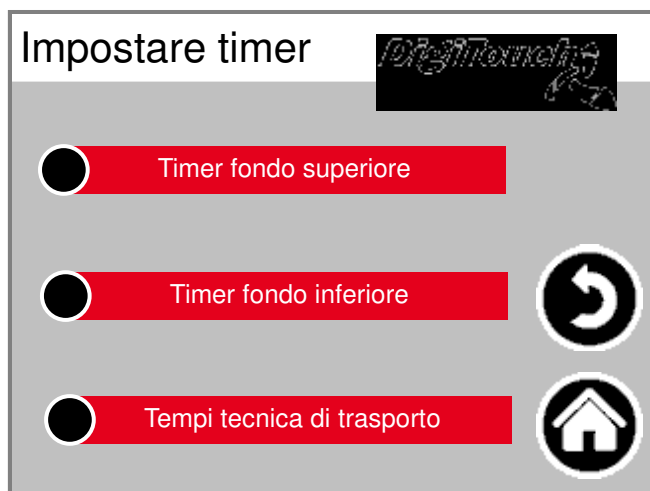 Impostare timer
DigiTouch
Timer fondo superiore
Timer fondo inferiore
Tempi tecnica di trasporto